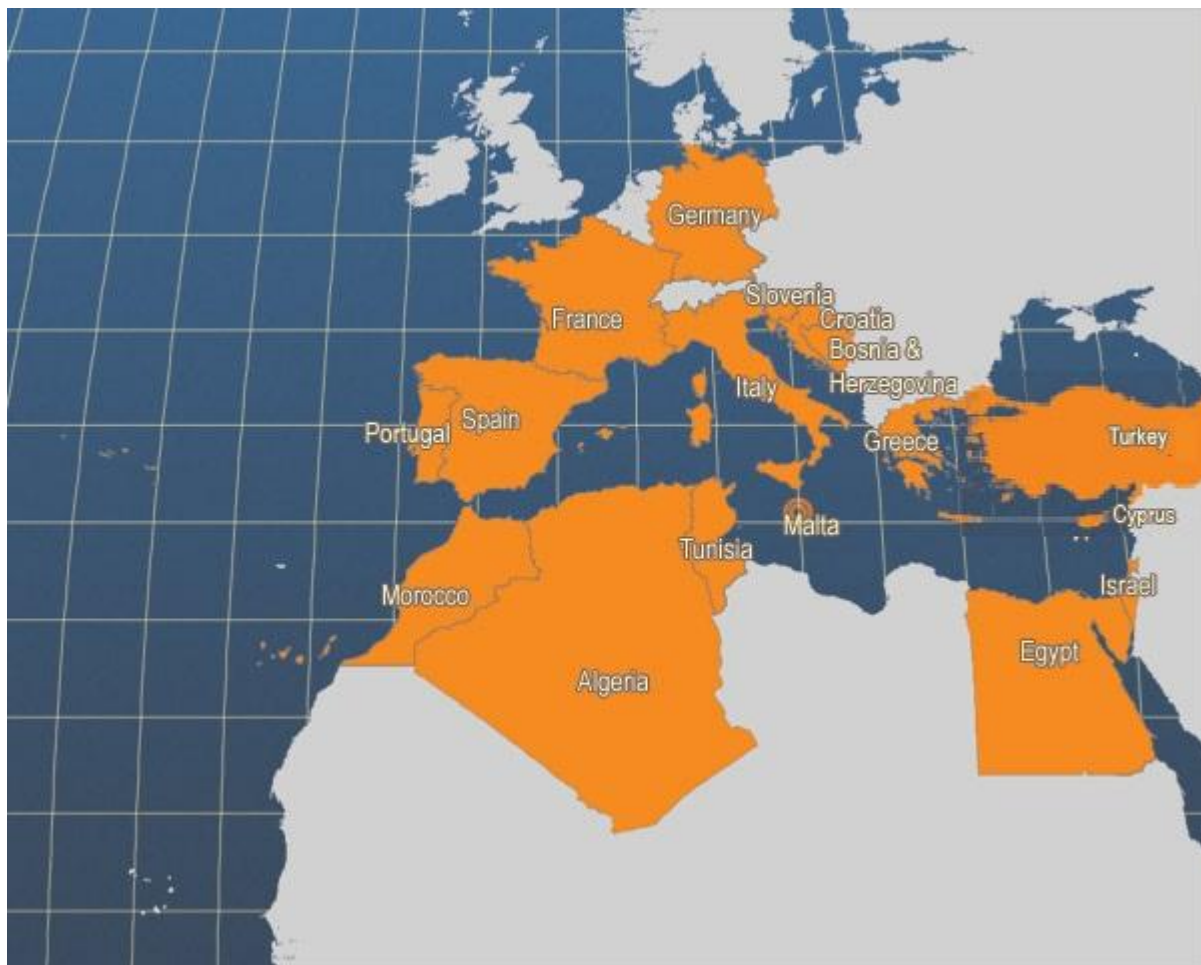 Germany
Slovenia
France
Croatia
Bosnia &
Herzegovina
Italy
Spain
Portugal
Greece
Turkey
Cyprus
Malta
Tunisia
Israel
Morocco
Egypt
Algeria